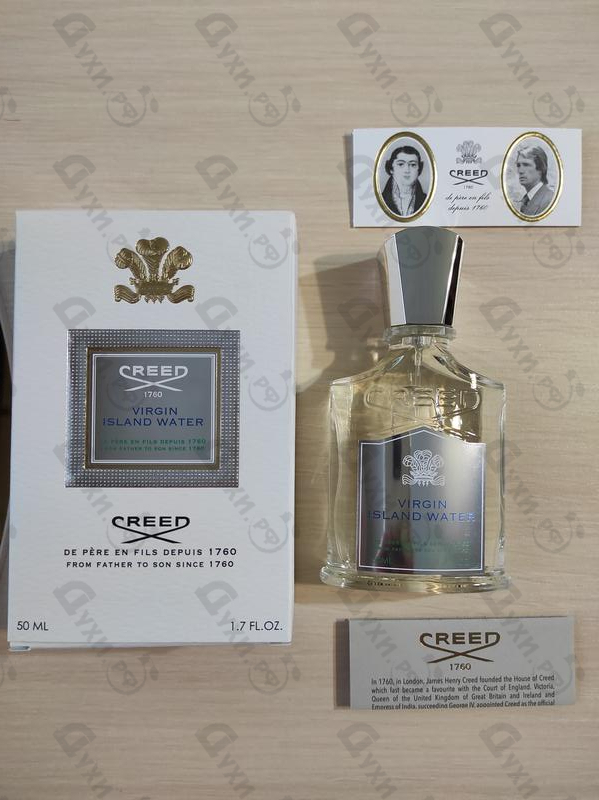 CREED
1760
de père en fils
depuis 1760
CREED
1760
VIRGIN
ISLAND WATER
DE PÈRE EN FILS DEPUIS 1760
FROM FATHER TO SON SINCE 1760
CREED
DE PÈRE EN FILS DEPUIS 1760
FROM FATHER TO SON SINCE 1760
50 ML
1.7 FL.OZ.
CREED
VIRGIN
ISLAND WATER
CREED
1760
In 1760, in London, James Henry Creed founded the House of Creed
which fast became a favourite with the Court of England. Victoria,
Queen of the United Kingdom of Great Britain and Ireland and
Empress of India, succeeding George IV, appointed Creed as the official
Духи.рф